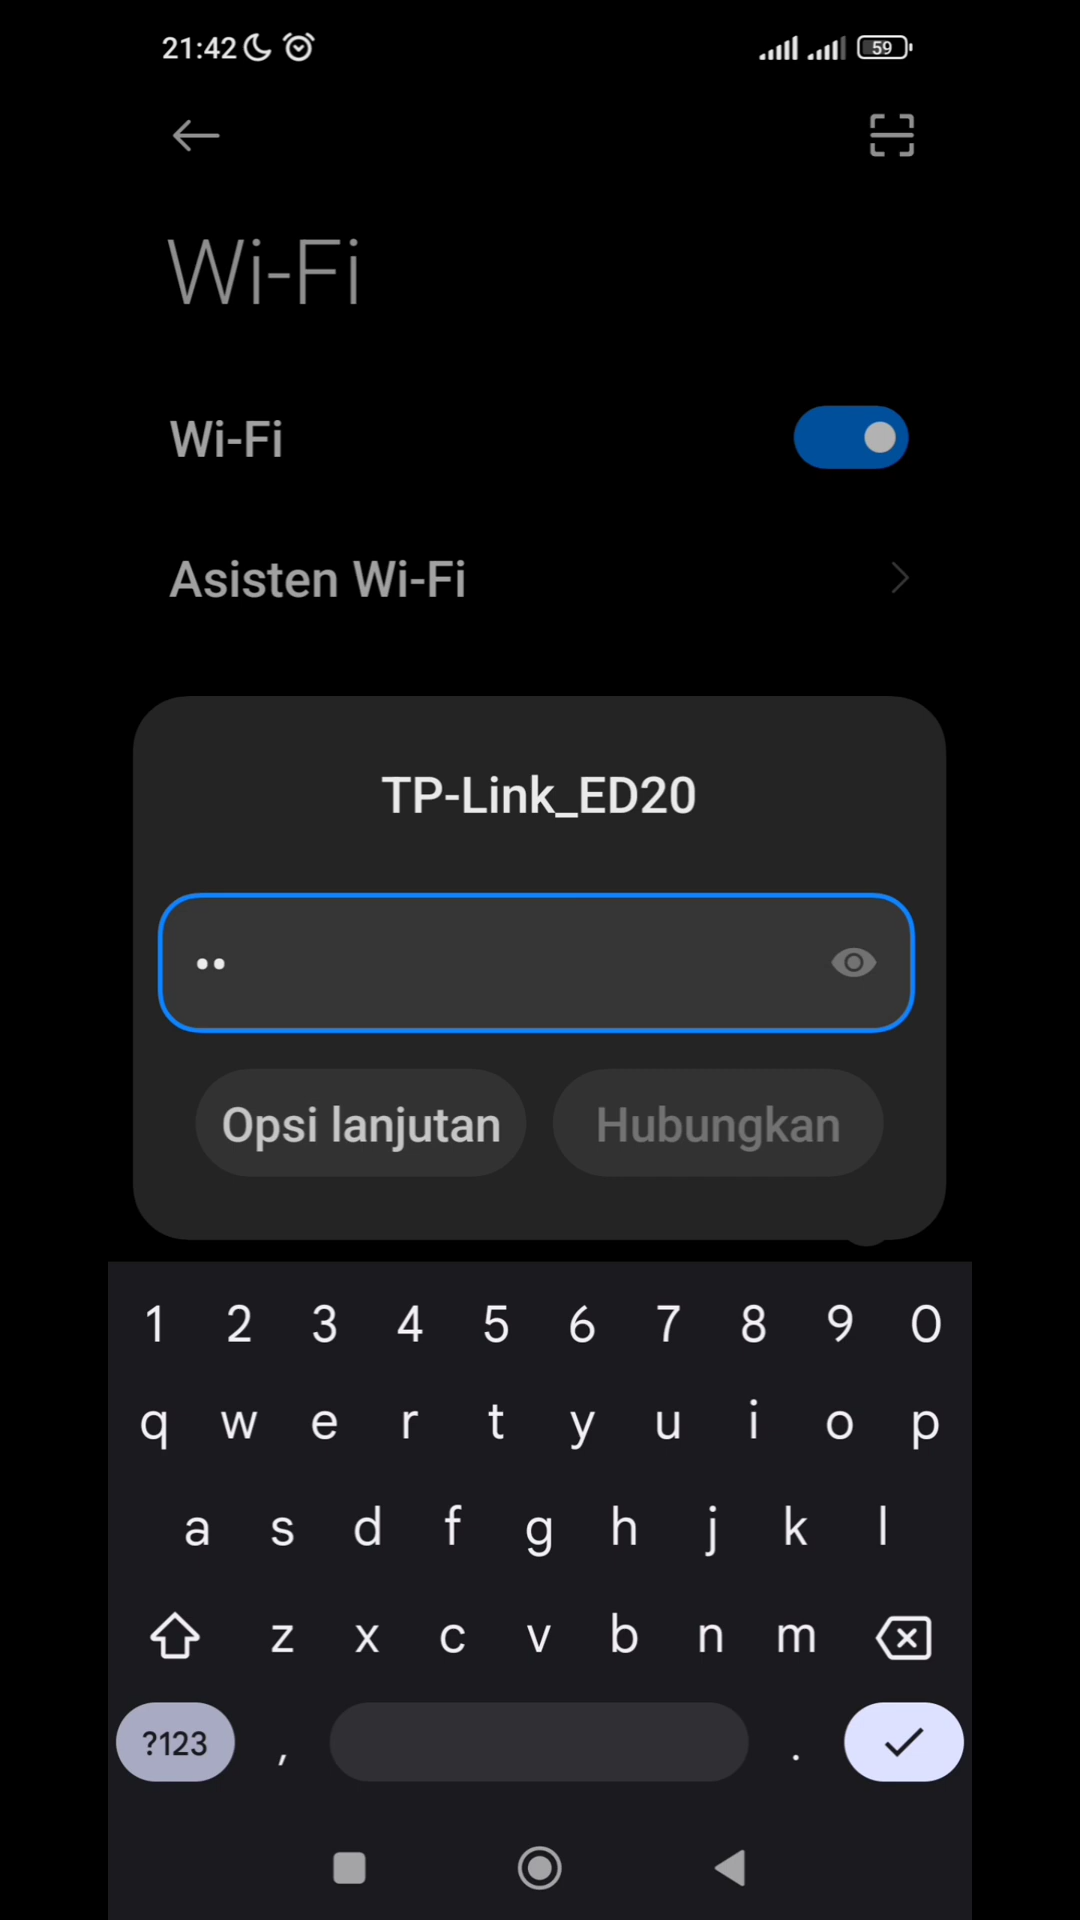 21:42 59
Wi-Fi
Wi-Fi
Asisten Wi-Fi
TP-Link_ED20
••
Opsi lanjutan Hubungkan
1 2 3 4 5 6 7 8 9 0
q w e r t y u i o p
a s d f g h j k l
z x c v b n m
?123 , .